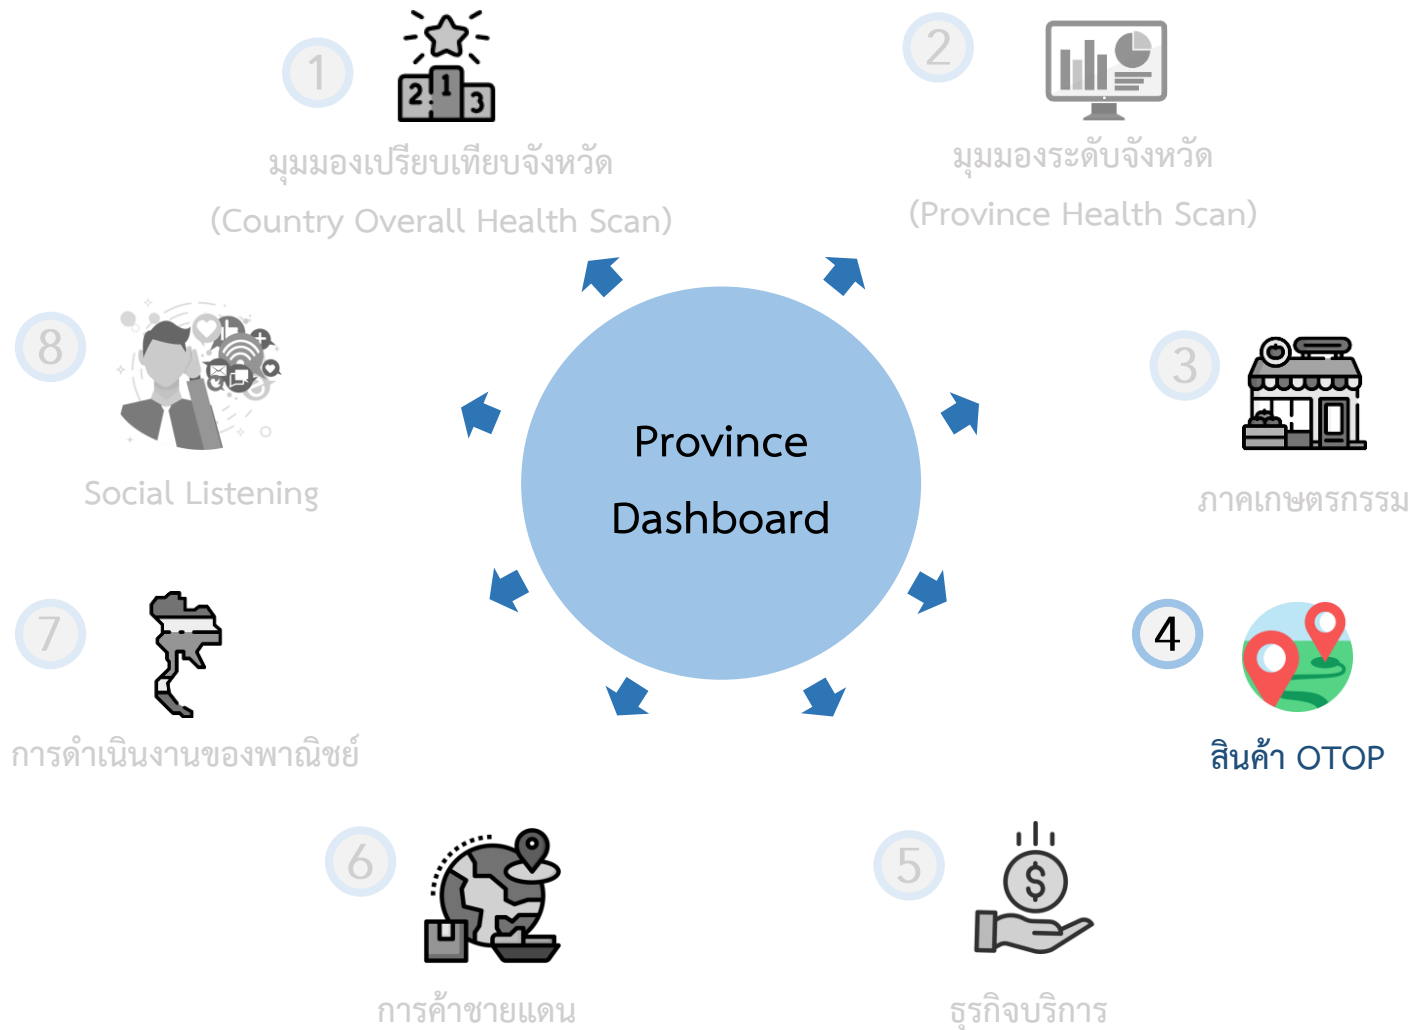 1
2 1 3
มุมมองเปรียบเทียบจังหวัด
(Country Overall Health Scan)
2
มุมมองระดับจังหวัด
(Province Health Scan)
3
ภาคเกษตรกรรม
4
สินค้า OTOP
5
$
ธุรกิจบริการ
6
การค้าชายแดน
7
การดำเนินงานของพาณิชย์
8
Social Listening
Province
Dashboard